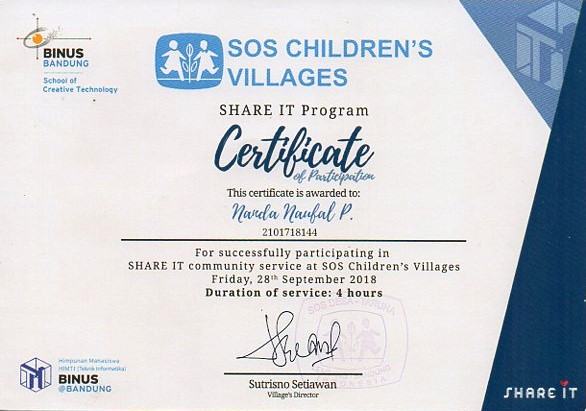 BINUS
BANDUNG
School of
Creative Technology
SOS CHILDREN'S
VILLAGES
SHARE IT Program
Certificate
of Participation
This certificate is awarded to:
Nanda Naufal P.
2101718144
For successfully participating in
SHARE IT community service at SOS Children's Villages
Friday, 28th September 2018
Duration of service: 4 hours
SOS DESA TARUNA
Sutrisno Setiawan
Village's Director
Himpunan Mahasiswa
HIMTI (Teknik Informatika)
BINUS
@BANDUNG
SHARE IT